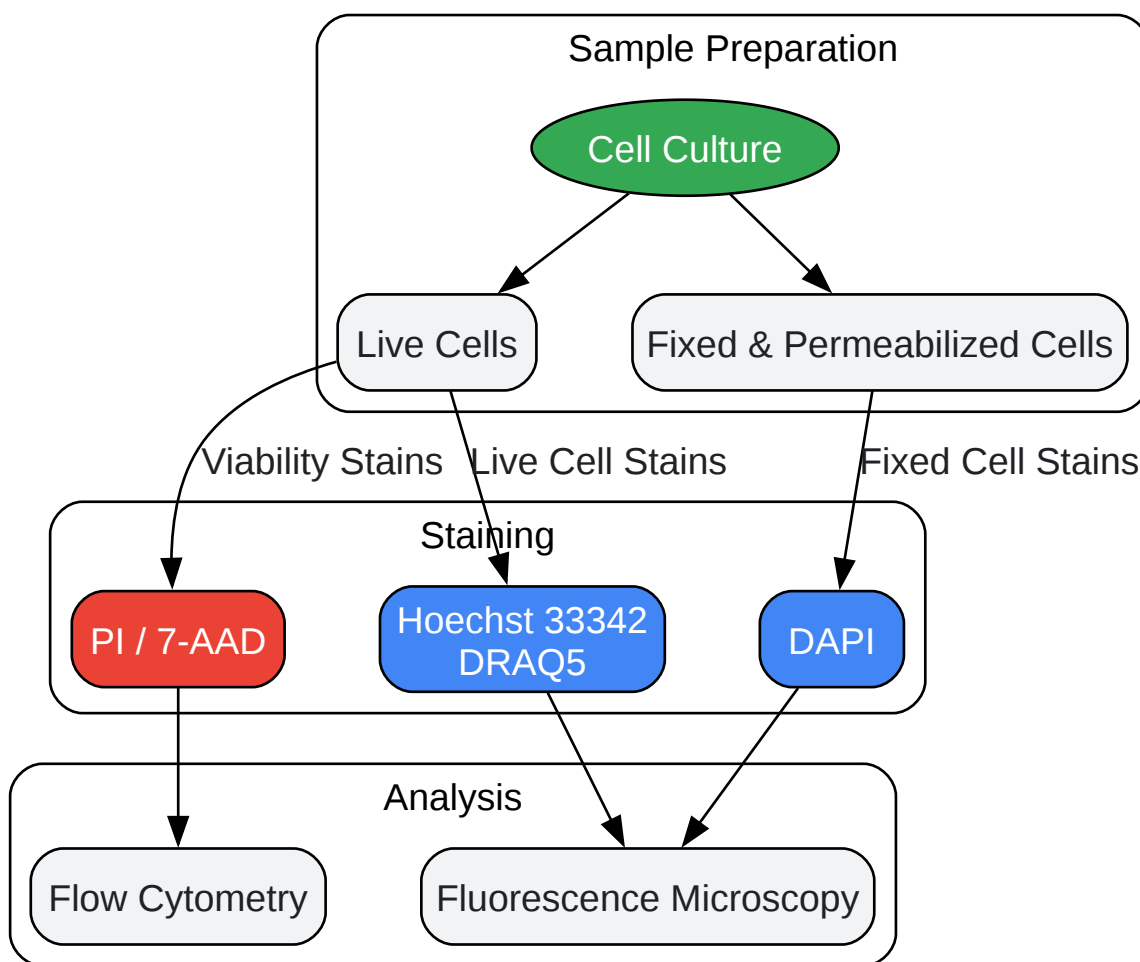 Sample Preparation
Cell Culture
Live Cells
Fixed & Permeabilized Cells
Viability Stains
Live Cell Stains
Fixed Cell Stains
Staining
PI / 7-AAD
Hoechst 33342
DRAQ5
DAPI
Analysis
Flow Cytometry
Fluorescence Microscopy